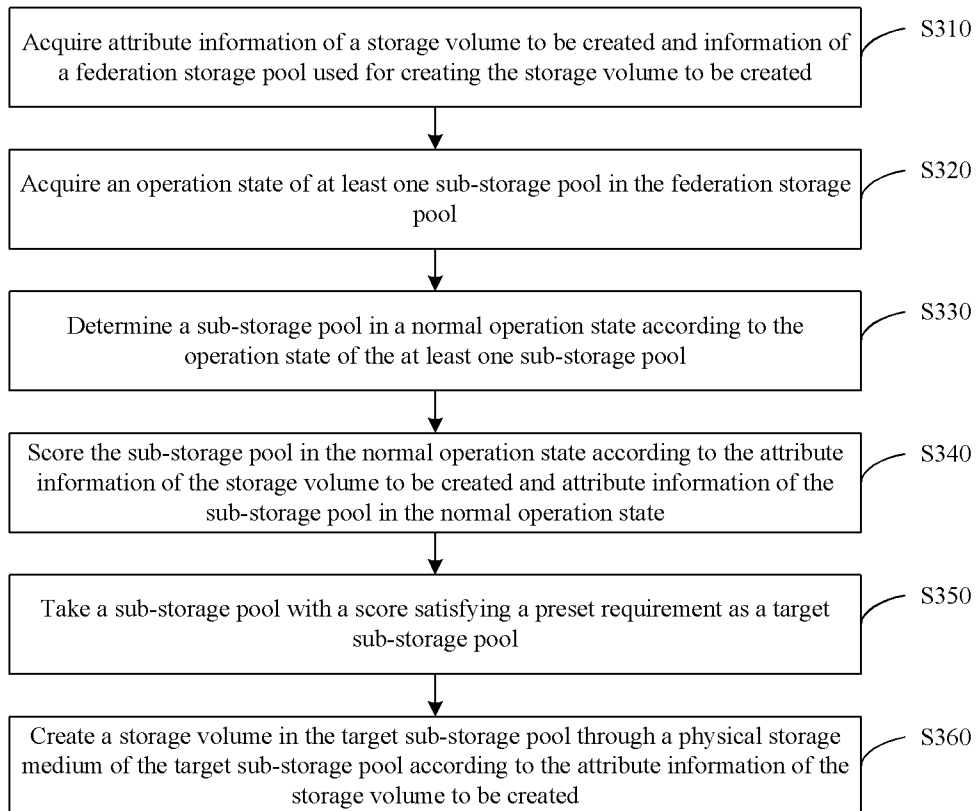 Acquire attribute information of a storage volume to be created and information of
a federation storage pool used for creating the storage volume to be created
S310
Acquire an operation state of at least one sub-storage pool in the federation storage
pool
S320
Determine a sub-storage pool in a normal operation state according to the
operation state of the at least one sub-storage pool
S330
Score the sub-storage pool in the normal operation state according to the attribute
information of the storage volume to be created and attribute information of the
sub-storage pool in the normal operation state
S340
Take a sub-storage pool with a score satisfying a preset requirement as a target
sub-storage pool
S350
Create a storage volume in the target sub-storage pool through a physical storage
medium of the target sub-storage pool according to the attribute information of the
storage volume to be created
S360